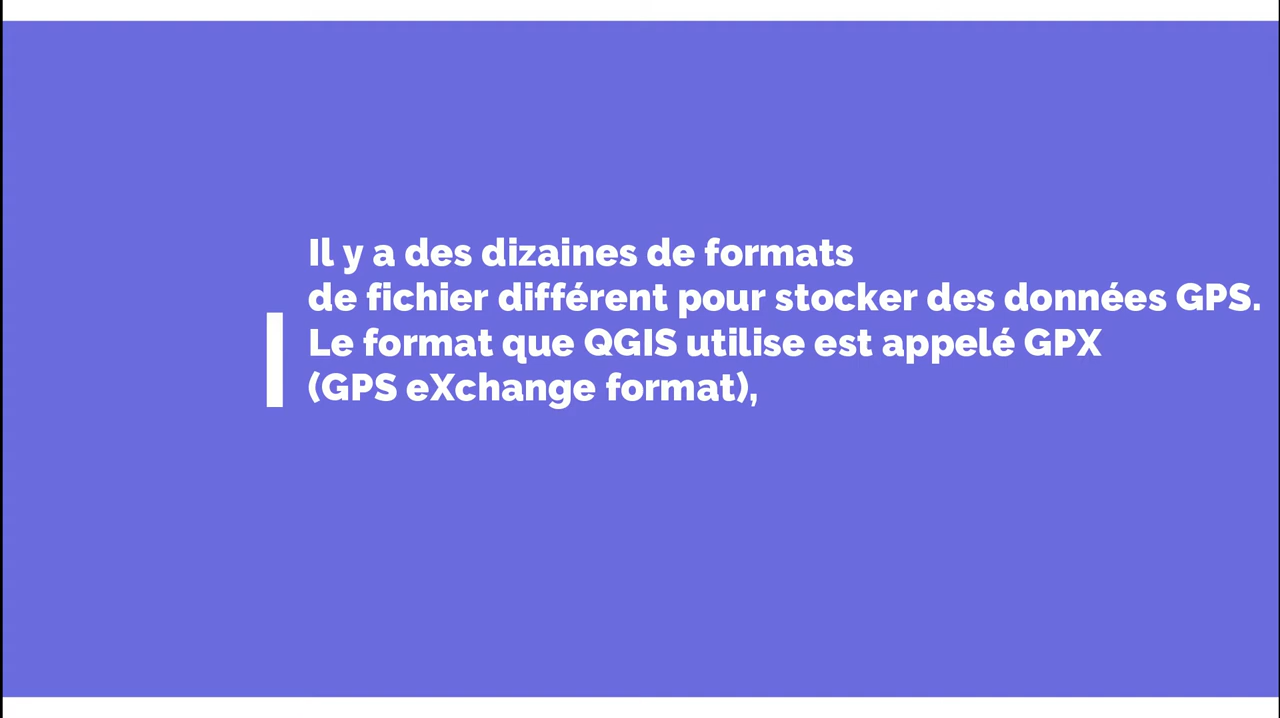 Il y a des dizaines de formats
de fichier différent pour stocker des données GPS.
Le format que QGIS utilise est appelé GPX
(GPS eXchange format),